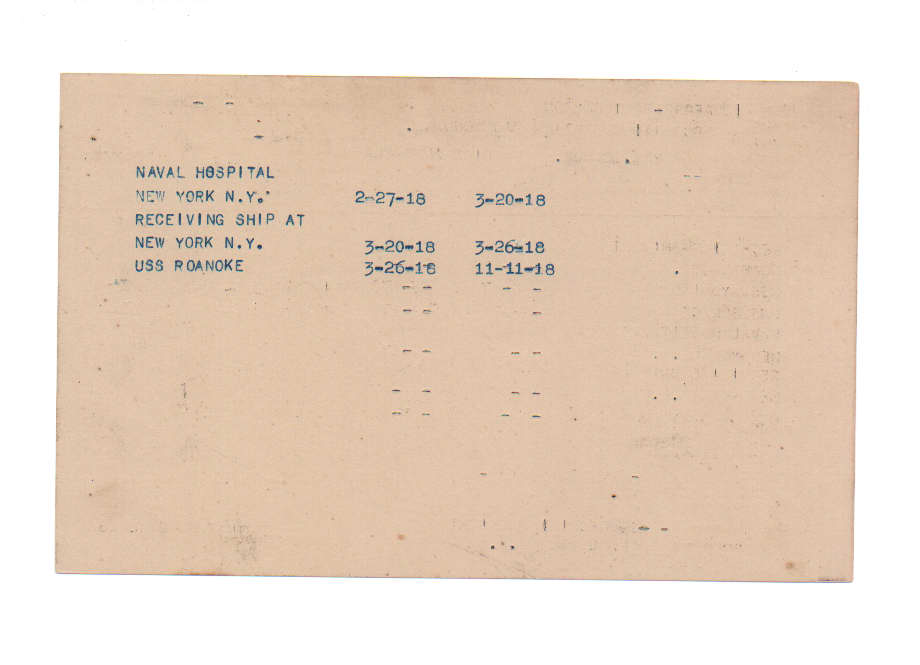 NAVAL HOSPITAL
NEW YORK N.Y. 2-27-18 3-20-18
RECEIVING SHIP AT
NEW YORK N.Y. 3-20-18 3-26-18
USS ROANOKE 3-26-18 11-11-18